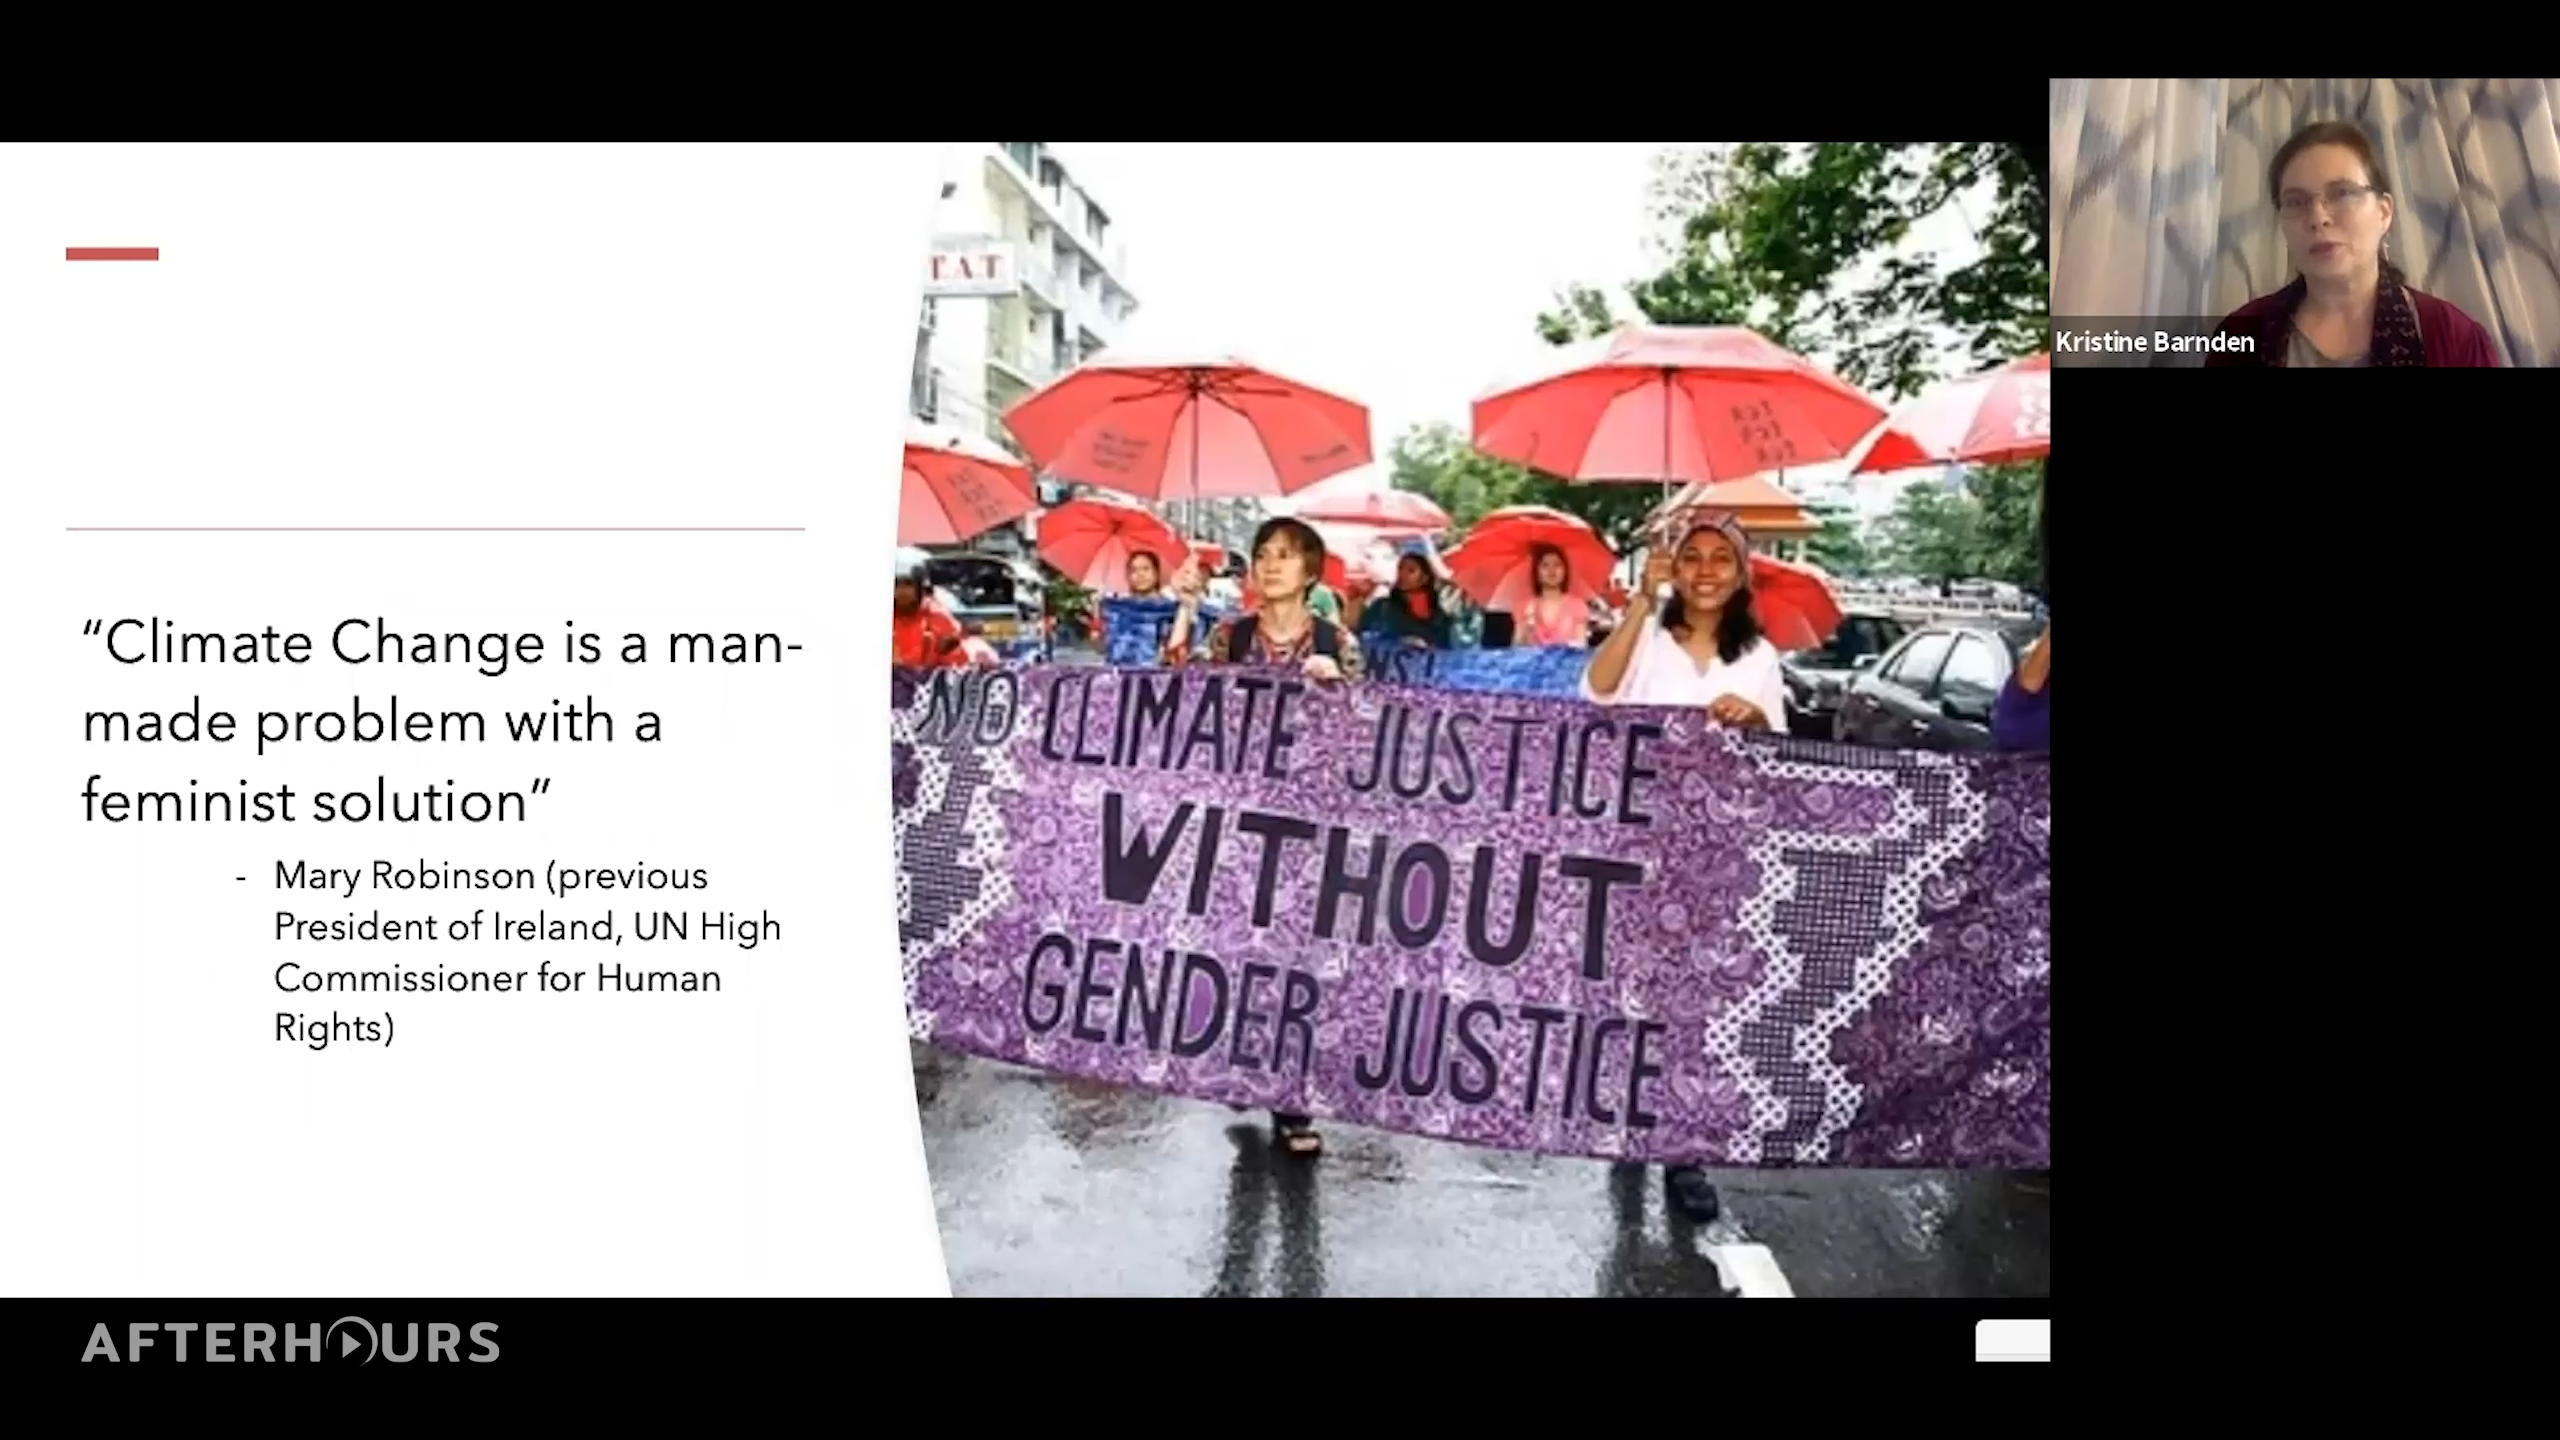 Kristine Barnden
T.A.T
“Climate Change is a man-
made problem with a
feminist solution”
- Mary Robinson (previous
President of Ireland, UN High
Commissioner for Human
Rights)
NO CLIMATE JUSTICE
WITHOUT
GENDER JUSTICE
AFTERHOURS